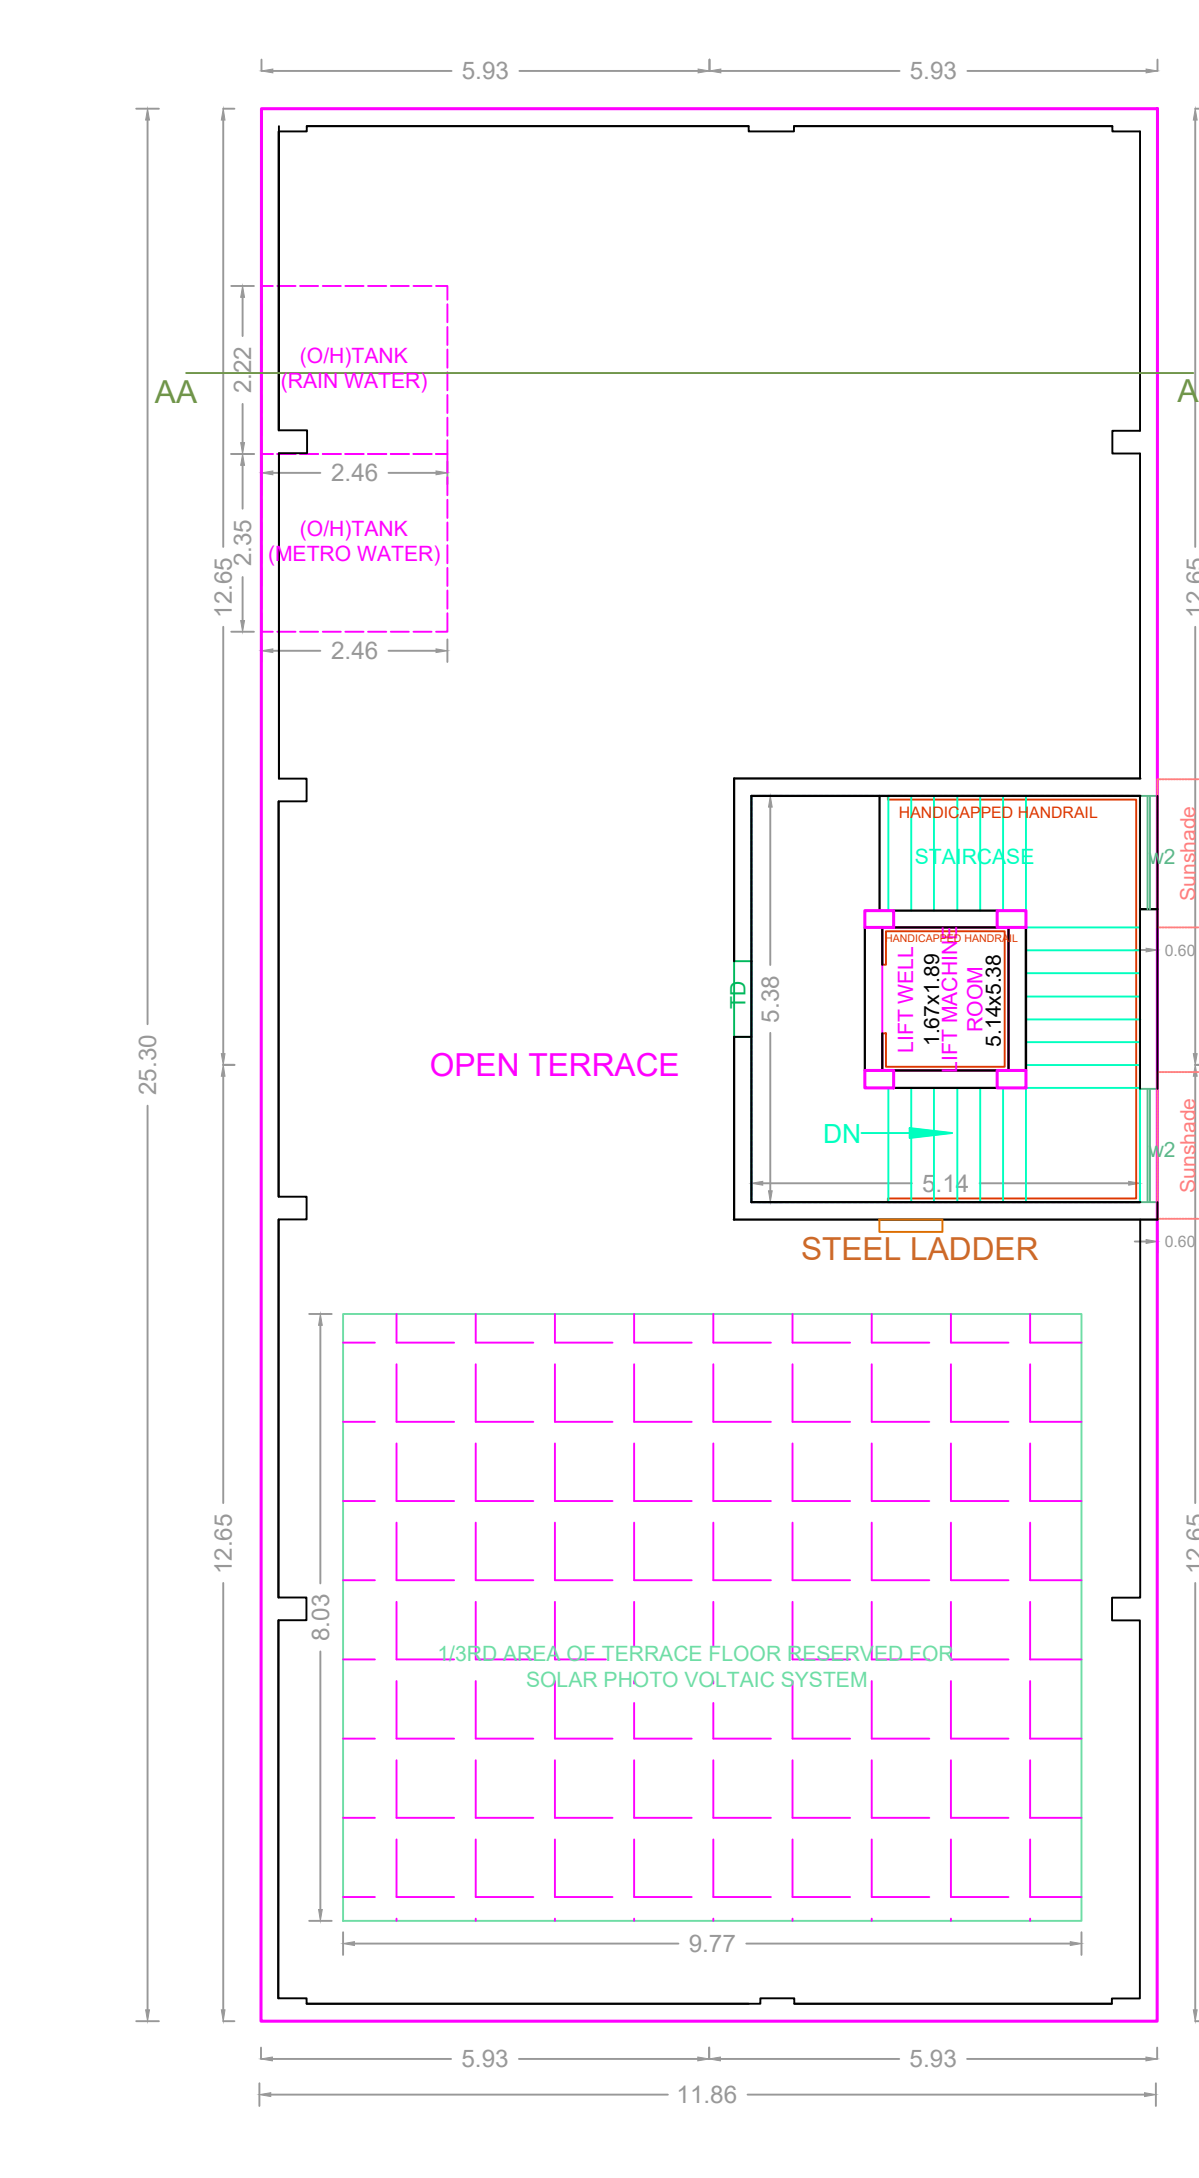 5.93
5.93
(O/H)TANK
(RAIN WATER)
2.22
AA
A
2.46
(O/H)TANK
(METRO WATER)
2.35
12.65
12.65
2.46
HANDICAPPED HANDRAIL
STAIRCASE
W2
Sunshade
HANDICAPPED HANDRAIL
0.60
LIFT WELL
1.67x1.89
LIFT MACHINE
ROOM
5.14x5.38
TD
5.38
25.30
OPEN TERRACE
DN
W2
Sunshade
5.14
STEEL LADDER
0.60
12.65
12.65
8.03
1/3RD AREA OF TERRACE FLOOR RESERVED FOR
SOLAR PHOTO VOLTAIC SYSTEM
9.77
5.93
5.93
11.86